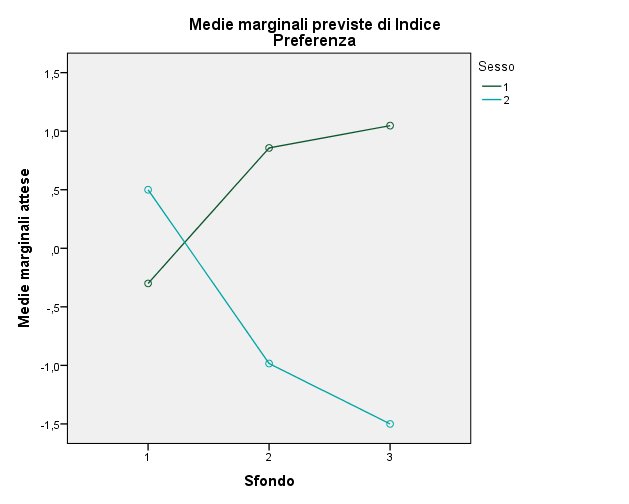 Medie marginali previste di Indice
Preferenza
Sesso
1
2
Medie marginali attese
1,5
1,0
,5
,0
-,5
-1,0
-1,5
1
2
3
Sfondo